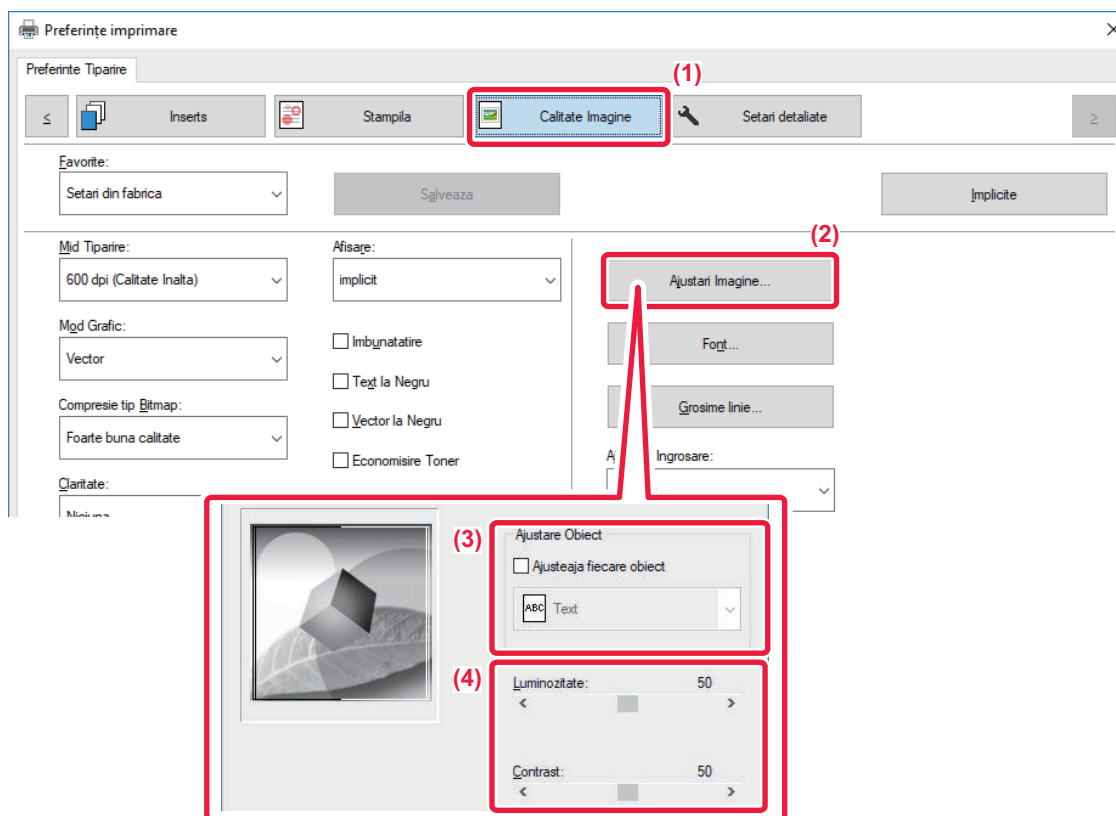 Preferințe imprimare
Preferinte Tiparire
(1)
< Inserts Stampila Calitate Imagine Setari detaliate >
Favorite:
Setari din fabrica Salveaza Implicite
(2)
Mid Tiparire: Afisare:
600 dpi (Calitate Inalta) implicit Ajustari Imagine...
Mod Grafic:
Imbunatatire Font...
Vector
Text la Negru
Compresie tip Bitmap: Grosime linie...
Vector la Negru
Foarte buna calitate
Economisire Toner Ingrosare:
Claritate:
Niciuna
(3) Ajustare Obiect
Ajusteaja fiecare obiect
ABC Text
(4) Luminozitate: 50
< >
Contrast: 50
< >